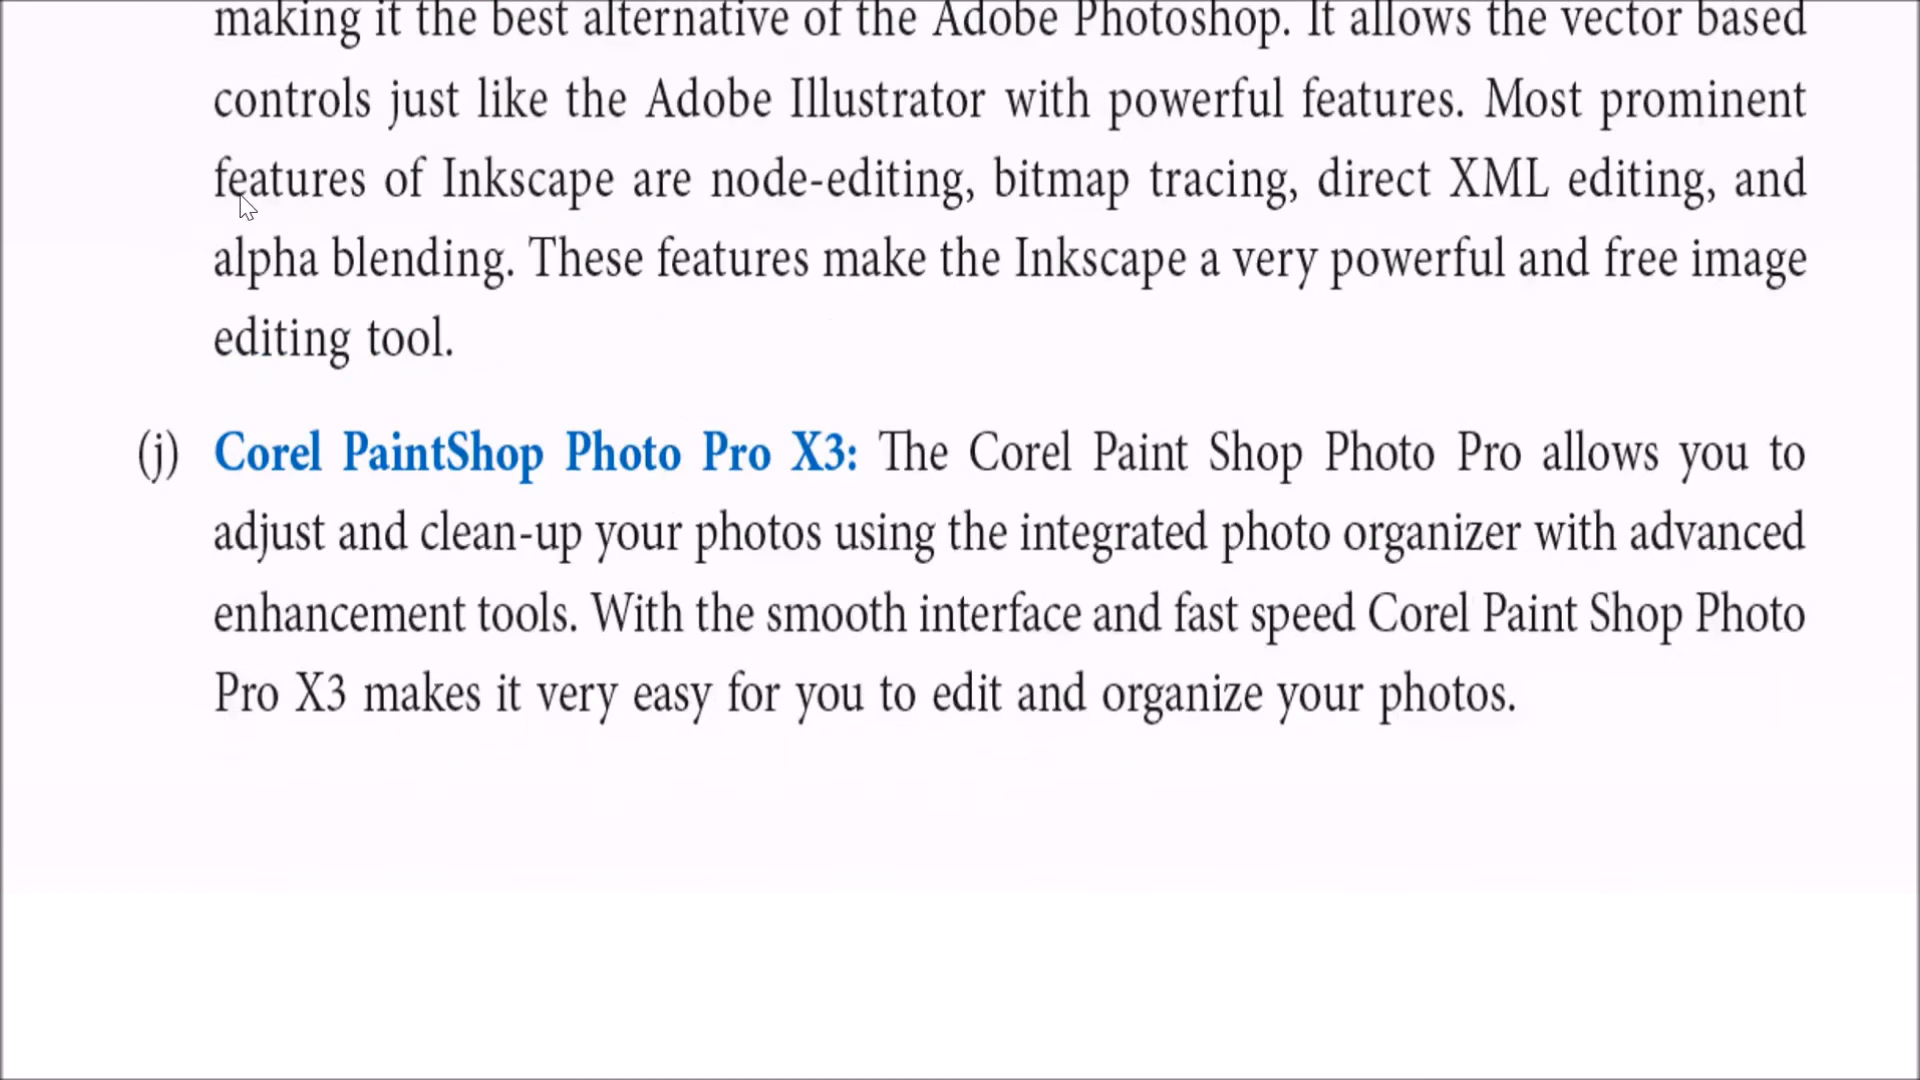 making it the best alternative of the Adobe Photoshop. It allows the vector based
controls just like the Adobe Illustrator with powerful features. Most prominent
features of Inkscape are node-editing, bitmap tracing, direct XML editing, and
alpha blending. These features make the Inkscape a very powerful and free image
editing tool.
(j) Corel PaintShop Photo Pro X3: The Corel Paint Shop Photo Pro allows you to
adjust and clean-up your photos using the integrated photo organizer with advanced
enhancement tools. With the smooth interface and fast speed Corel Paint Shop Photo
Pro X3 makes it very easy for you to edit and organize your photos.